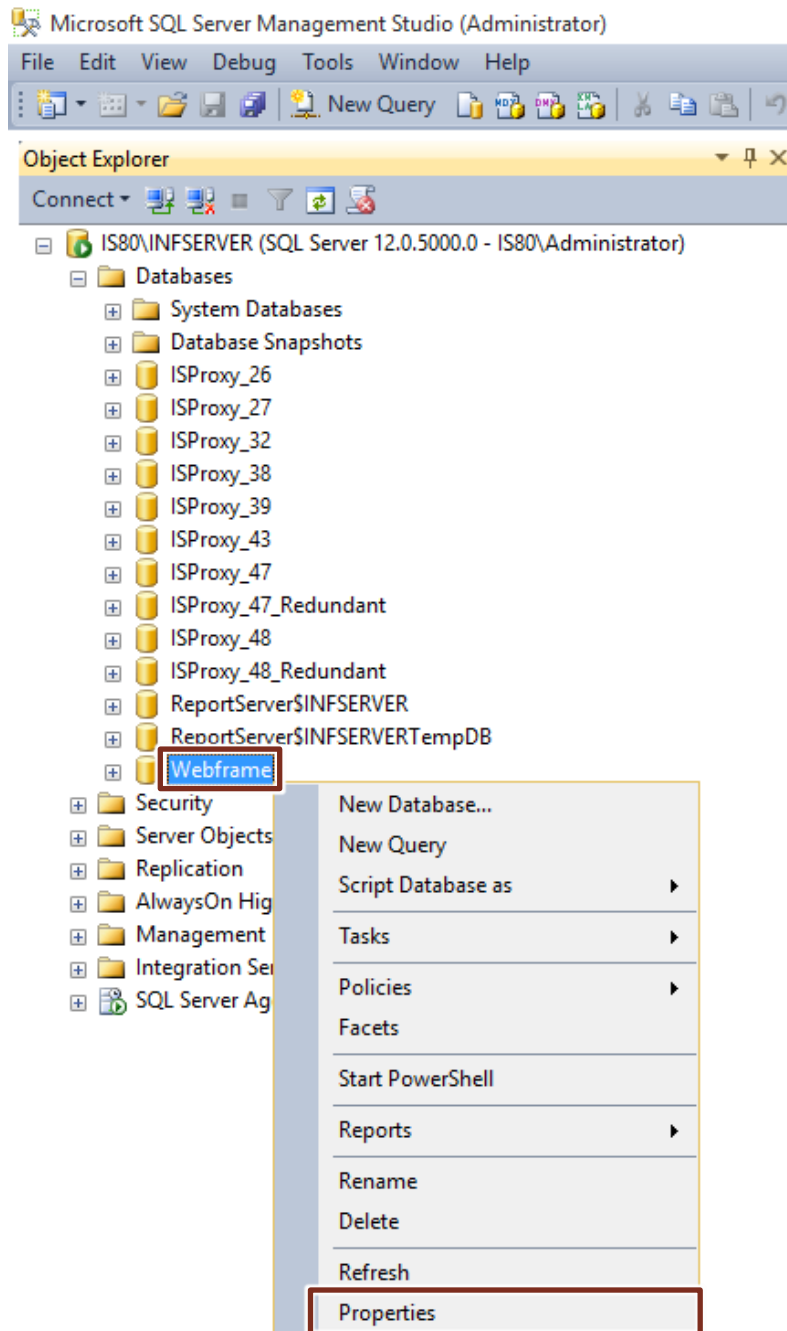 Microsoft SQL Server Management Studio (Administrator)
File Edit View Debug Tools Window Help
New Query
Object Explorer
Connect
IS80\INFSERVER (SQL Server 12.0.5000.0 - IS80\Administrator)
Databases
System Databases
Database Snapshots
ISProxy_26
ISProxy_27
ISProxy_32
ISProxy_38
ISProxy_39
ISProxy_43
ISProxy_47
ISProxy_47_Redundant
ISProxy_48
ISProxy_48_Redundant
ReportServer$INFSERVER
ReportServer$INFSERVERTempDB
Webframe
Security
Server Objects
Replication
AlwaysOn Hig
Management
Integration Ser
SQL Server Ag
New Database...
New Query
Script Database as
Tasks
Policies
Facets
Start PowerShell
Reports
Rename
Delete
Refresh
Properties